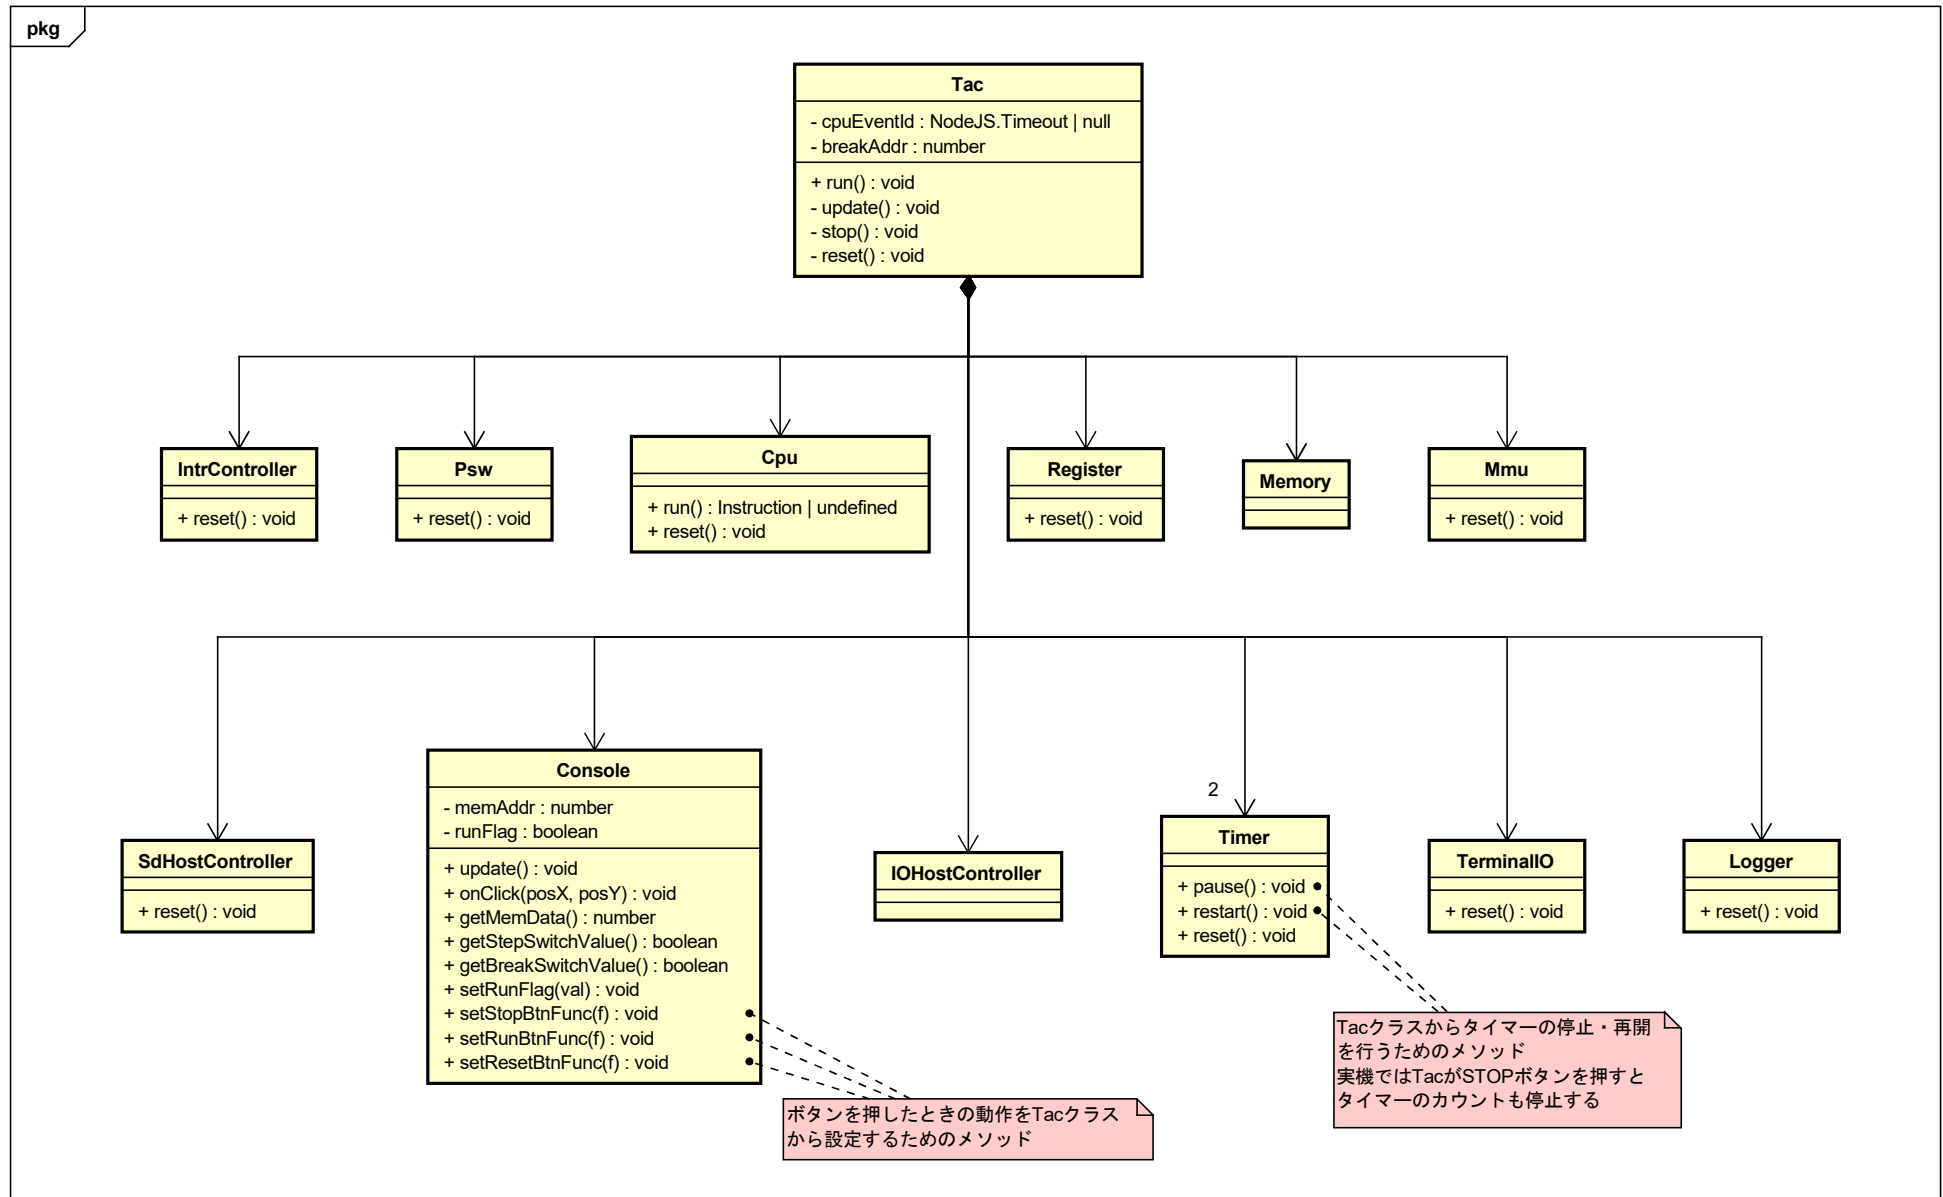 pkg
Tac
- cpuEventId : NodeJS.Timeout | null
- breakAddr : number
+ run() : void
- update() : void
- stop() : void
- reset() : void
IntrController
+ reset() : void
Psw
+ reset() : void
Cpu
+ run() : Instruction | undefined
+ reset() : void
Register
+ reset() : void
Memory
Mmu
+ reset() : void
SdHostController
+ reset() : void
Console
- memAddr : number
- runFlag : boolean
+ update() : void
+ onClick(posX, posY) : void
+ getMemData() : number
+ getStepSwitchValue() : boolean
+ getBreakSwitchValue() : boolean
+ setRunFlag(val) : void
+ setStopBtnFunc(f) : void
+ setRunBtnFunc(f) : void
+ setResetBtnFunc(f) : void
IOHostController
2
Timer
+ pause() : void
+ restart() : void
+ reset() : void
TerminalIO
+ reset() : void
Logger
+ reset() : void
ボタンを押したときの動作をTacクラス
から設定するためのメソッド
Tacクラスからタイマーの停止・再開
を行うためのメソッド
実機ではTacがSTOPボタンを押すと
タイマーのカウントも停止する